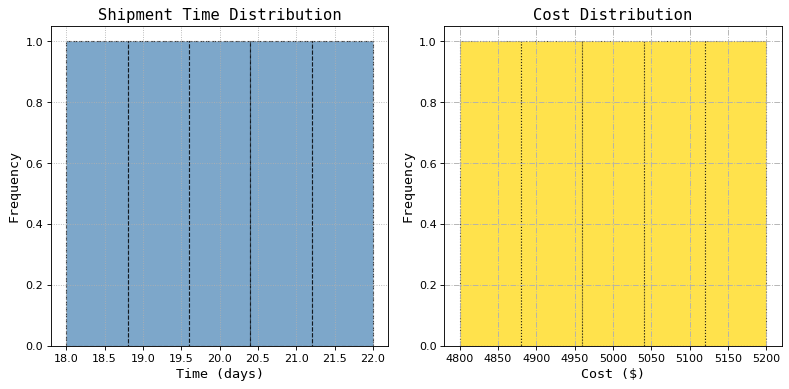 Shipment Time Distribution
Frequency
1.0
0.8
0.6
0.4
0.2
0.0
18.0 18.5 19.0 19.5 20.0 20.5 21.0 21.5 22.0
Time (days)
Cost Distribution
Frequency
1.0
0.8
0.6
0.4
0.2
0.0
4800 4850 4900 4950 5000 5050 5100 5150 5200
Cost ($)